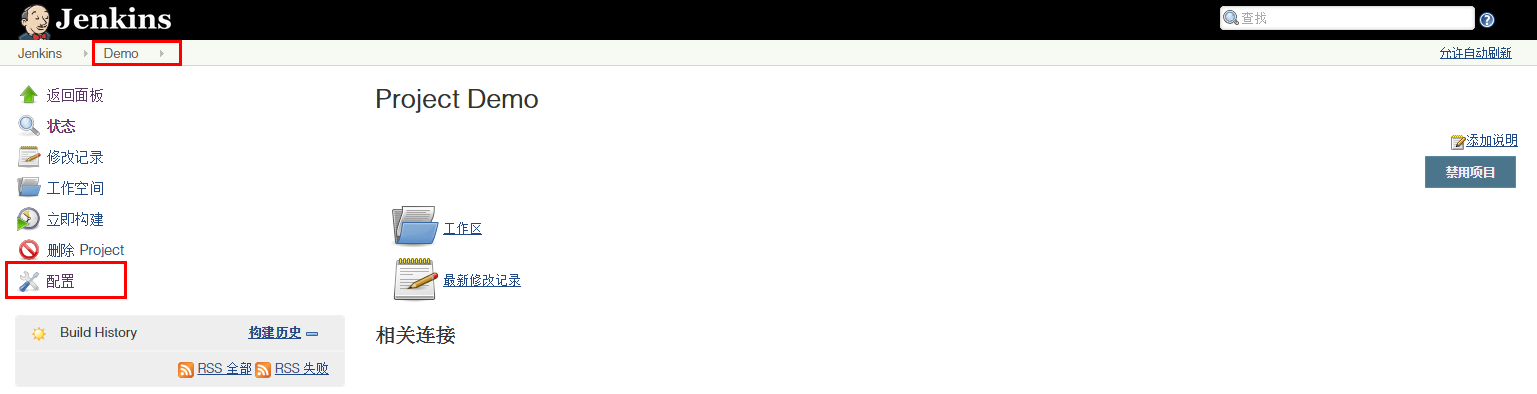 Jenkins
查找
Jenkins
Demo
允许自动刷新
返回面板
状态
修改记录
工作空间
立即构建
删除 Project
配置
Build History
构建历史
RSS 全部
RSS 失败
Project Demo
添加说明
禁用项目
工作区
最新修改记录
相关连接